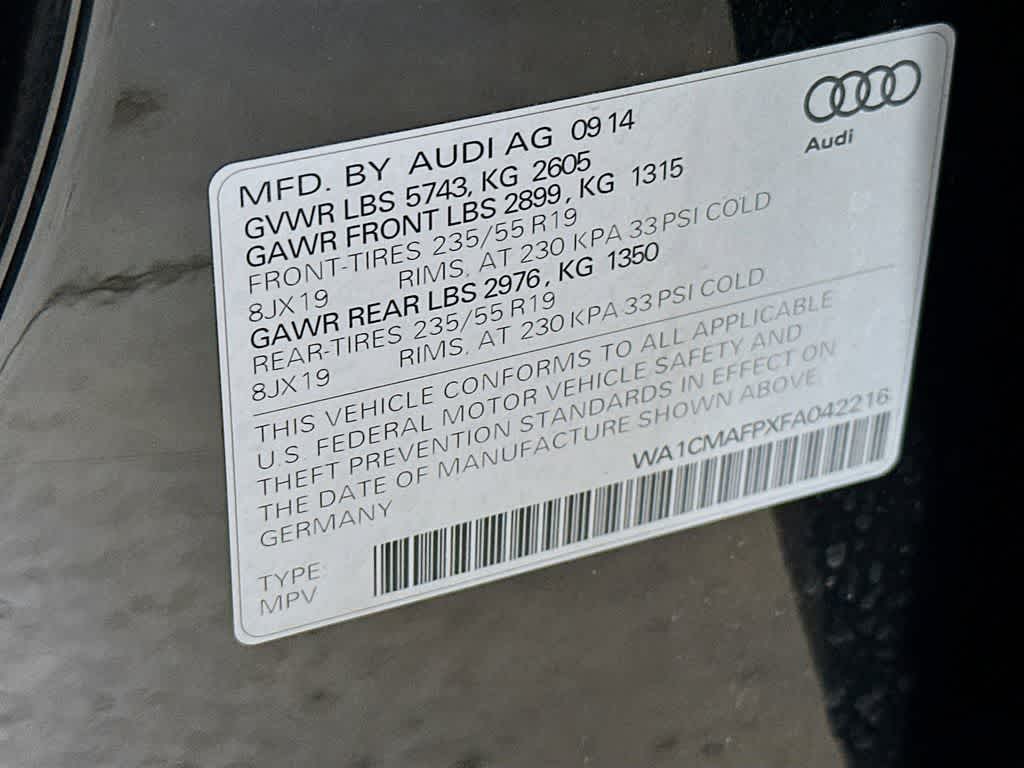 Audi
MFD. BY AUDI AG 09 14
GVWR LBS 5743, KG 2605
GAWR FRONT LBS 2899, KG 1315
FRONT-TIRES 235/55 R19
8JX19 RIMS, AT 230 KPA 33 PSI COLD
GAWR REAR LBS 2976, KG 1350
REAR-TIRES 235/55 R19
8JX19 RIMS, AT 230 KPA 33 PSI COLD
THIS VEHICLE CONFORMS TO ALL APPLICABLE
U.S. FEDERAL MOTOR VEHICLE SAFETY AND
THEFT PREVENTION STANDARDS IN EFFECT ON
THE DATE OF MANUFACTURE SHOWN ABOVE
GERMANY
WA1CMAFPXFA042216
TYPE:
MPV